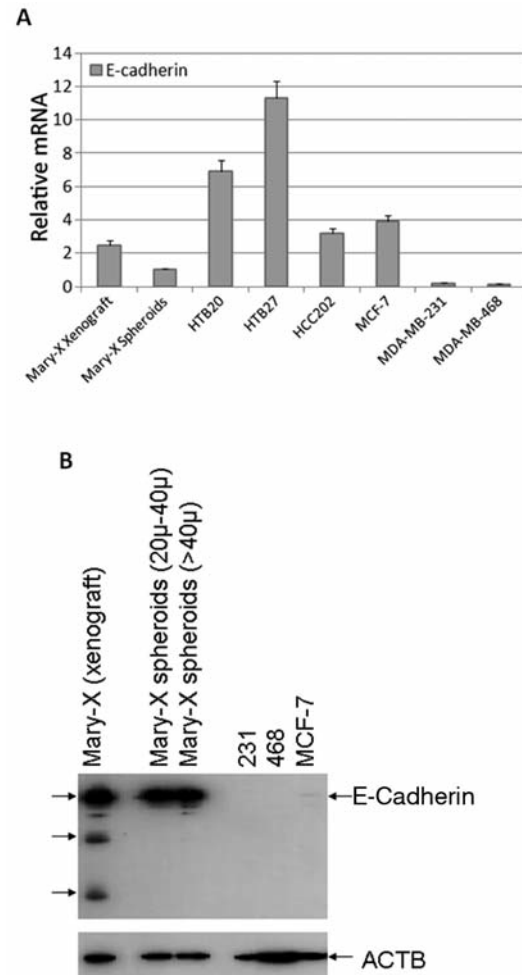 A
14
12
10
8
6
4
2
0
Relative mRNA
E-cadherin
Mary-X Xenograft
Mary-X Spheroids
HTB20
HTB27
HCC202
MCF-7
MDA-MB-231
MDA-MB-468
B
Mary-X (xenograft)
Mary-X spheroids (20µ-40µ)
Mary-X spheroids (>40µ)
231
468
MCF-7
E-Cadherin
ACTB